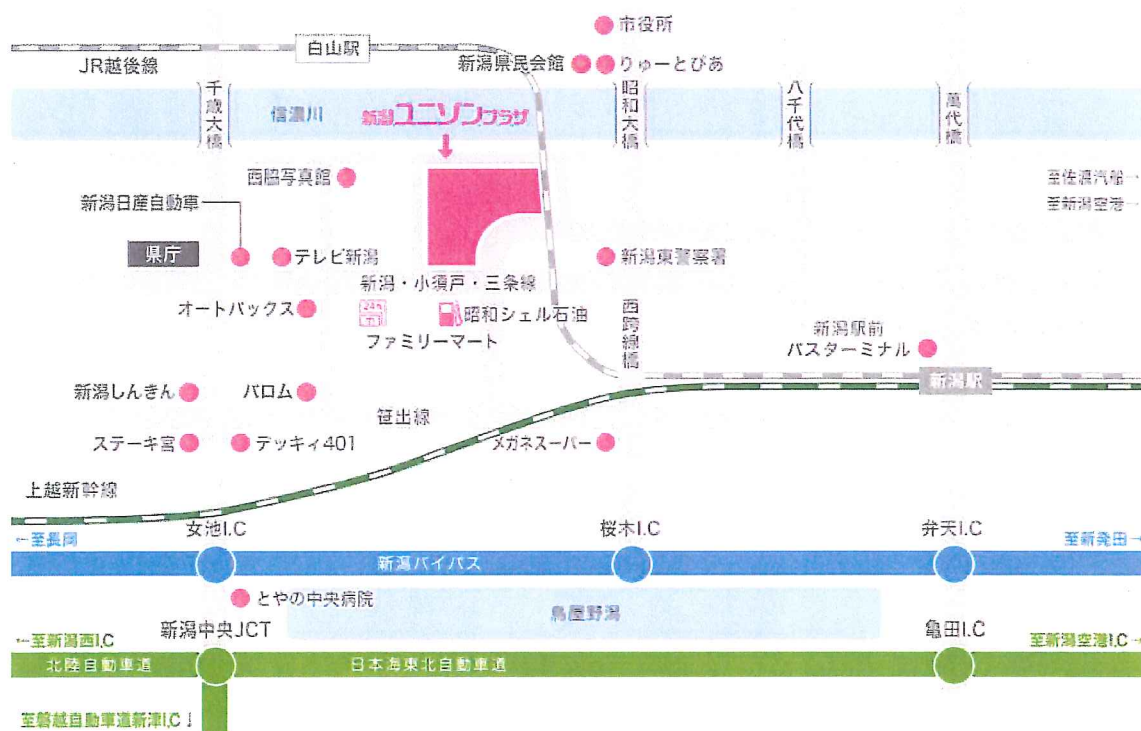 市役所
白山駅
JR越後線
新潟県民会館
りゅーとぴあ
千歳大橋
信濃川
新潟ユニゾンプラザ
昭和大橋
八千代橋
萬代橋
西脇写真館
至佐渡汽船→
新潟日産自動車
至新潟空港→
県庁
テレビ新潟
新潟東警察署
新潟・小須戸・三条線
オートバックス
24h
昭和シェル石油
ファミリーマート
西跨線橋
新潟駅前
バスターミナル
新潟駅
新潟しんきん
バロム
笹出線
ステーキ宮
デッキィ401
メガネスーパー
上越新幹線
女池I.C
桜木I.C
弁天I.C
←至長岡
至新発田→
新潟バイパス
とやの中央病院
鳥屋野潟
新潟中央JCT
亀田I.C
←至新潟西I.C
至新潟空港I.C→
北陸自動車道
日本海東北自動車道
至磐越自動車道新津I.C↓